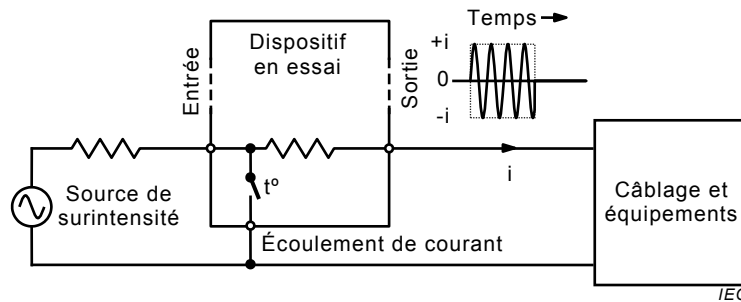 Temps
Dispositif
en essai
Entrée
Sortie
+i
0
-i
i
t°
Source de
surintensité
Câblage et
équipements
Écoulement de courant
IEC